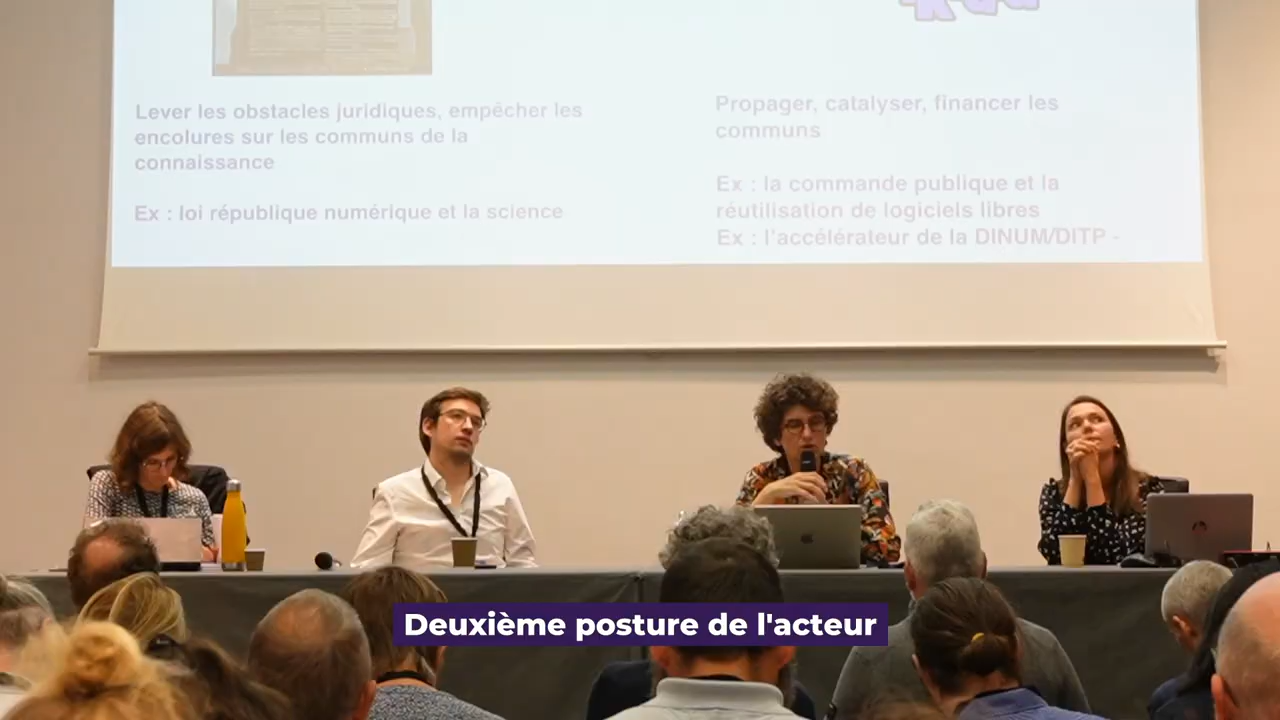 Lever les obstacles juridiques, empêcher les
encolures sur les communs de la
connaissance
Ex : loi république numérique et la science
Propager, catalyser, financer les
communs
Ex : la commande publique et la
réutilisation de logiciels libres
Ex : l'accélérateur de la DINUM/DITP -
Deuxième posture de l'acteur